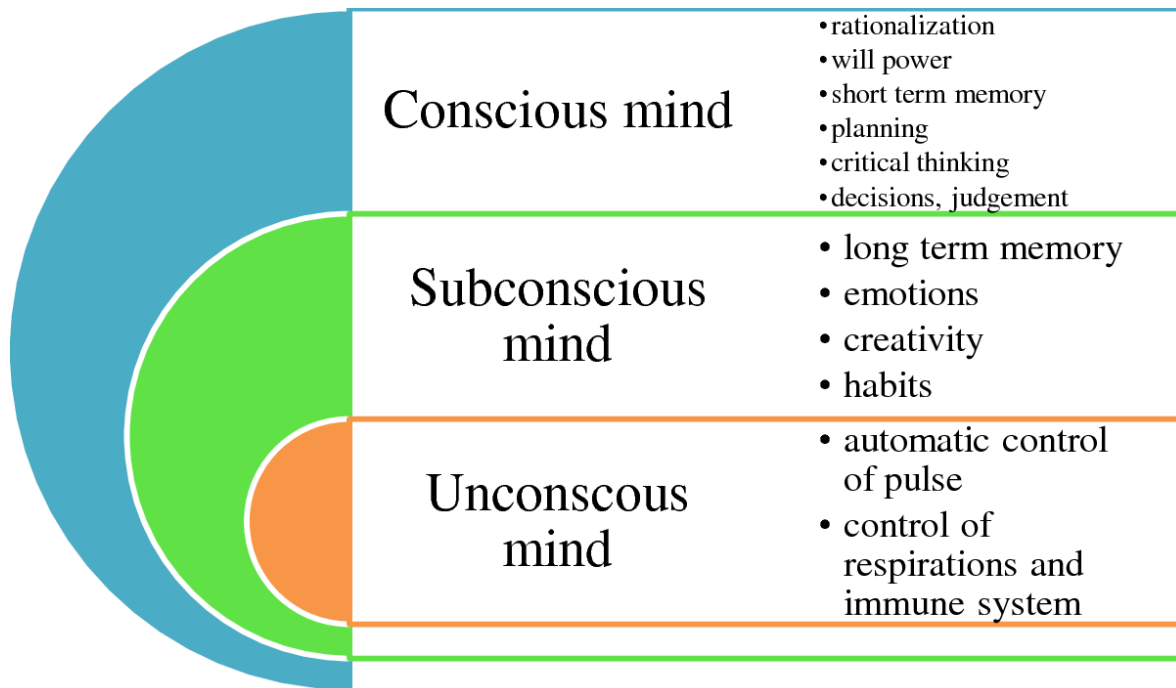 Conscious mind
• rationalization
• will power
• short term memory
• planning
• critical thinking
• decisions, judgement
Subconscious
mind
• long term memory
• emotions
• creativity
• habits
Unconscous
mind
• automatic control
of pulse
• control of
respirations and
immune system